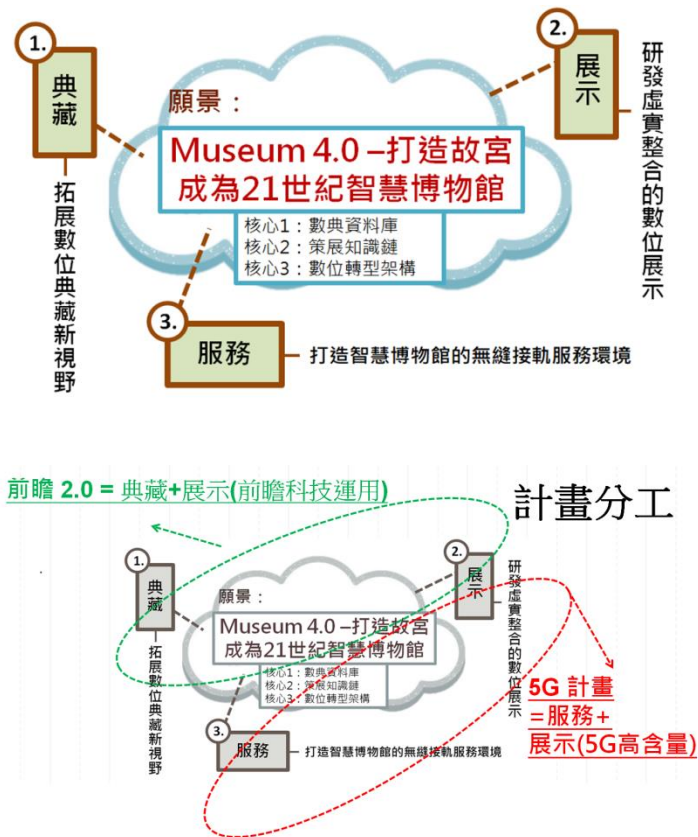 1.
典藏
拓展數位典藏新視野
2.
展示
研發虛實整合的數位展示
願景：
Museum 4.0 –打造故宮
成為21世紀智慧博物館
核心1：數典資料庫
核心2：策展知識鏈
核心3：數位轉型架構
3.
服務
打造智慧博物館的無縫接軌服務環境
前瞻 2.0 = 典藏+展示(前瞻科技運用)
計畫分工
1.
典藏
拓展數位典藏新視野
2.
展示
研發虛實整合的數位展示
願景：
Museum 4.0 –打造故宮
成為21世紀智慧博物館
核心1：數典資料庫
核心2：策展知識鏈
核心3：數位轉型架構
3.
服務
打造智慧博物館的無縫接軌服務環境
5G 計畫
=服務+
展示(5G高含量)